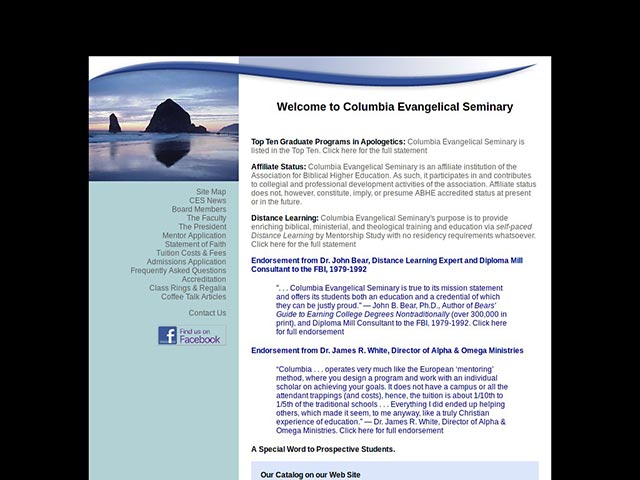 Welcome to Columbia Evangelical Seminary
Top Ten Graduate Programs in Apologetics: Columbia Evangelical Seminary is
listed in the Top Ten. Click here for the full statement
Affiliate Status: Columbia Evangelical Seminary is an affiliate institution of the
Association for Biblical Higher Education. As such, it participates in and contributes
to collegial and professional development activities of the association. Affiliate status
does not, however, constitute, imply, or presume ABHE accredited status at present
or in the future.
Distance Learning: Columbia Evangelical Seminary's purpose is to provide
enriching biblical, ministerial, and theological training and education via self-paced
Distance Learning by Mentorship Study with no residency requirements whatsoever.
Click here for the full statement
Endorsement from Dr. John Bear, Distance Learning Expert and Diploma Mill
Consultant to the FBI, 1979-1992
". . . Columbia Evangelical Seminary is true to its mission statement
and offers its students both an education and a credential of which
they can be justly proud." — John B. Bear, Ph.D., Author of Bears'
Guide to Earning College Degrees Nontraditionally (over 300,000 in
print), and Diploma Mill Consultant to the FBI, 1979-1992. Click here
for full endorsement
Endorsement from Dr. James R. White, Director of Alpha & Omega Ministries
“Columbia . . . operates very much like the European ‘mentoring’
method, where you design a program and work with an individual
scholar on achieving your goals. It does not have a campus or all the
attendant trappings (and costs), hence, the tuition is about 1/10th to
1/5th of the traditional schools . . . Everything I did ended up helping
others, which made it seem, to me anyway, like a truly Christian
experience of education.” — Dr. James R. White, Director of Alpha &
Omega Ministries. Click here for full endorsement
A Special Word to Prospective Students.
Our Catalog on our Web Site
Site Map
CES News
Board Members
The Faculty
The President
Mentor Application
Statement of Faith
Tuition Costs & Fees
Admissions Application
Frequently Asked Questions
Accreditation
Class Rings & Regalia
Coffee Talk Articles
Contact Us
Find us on
Facebook